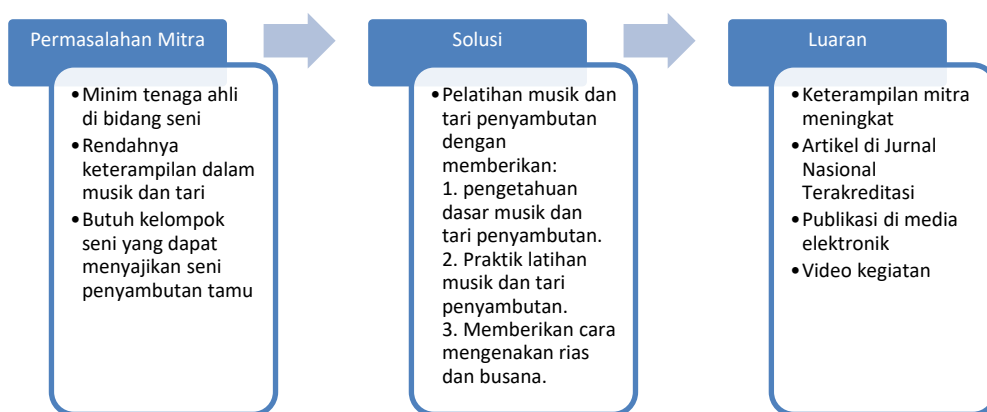 Permasalahan Mitra
•Minim tenaga ahli
di bidang seni
•Rendahnya
keterampilan dalam
musik dan tari
•Butuh kelompok
seni yang dapat
menyajikan seni
penyambutan tamu
Solusi
•Pelatihan musik dan
tari penyambutan
dengan
memberikan:
1. pengetahuan
dasar musik dan
tari penyambutan.
2. Praktik latihan
musik dan tari
penyambutan.
3. Memberikan cara
mengenakan rias
dan busana.
Luaran
•Keterampilan mitra
meningkat
•Artikel di Jurnal
Nasional
Terakreditasi
•Publikasi di media
elektronik
•Video kegiatan